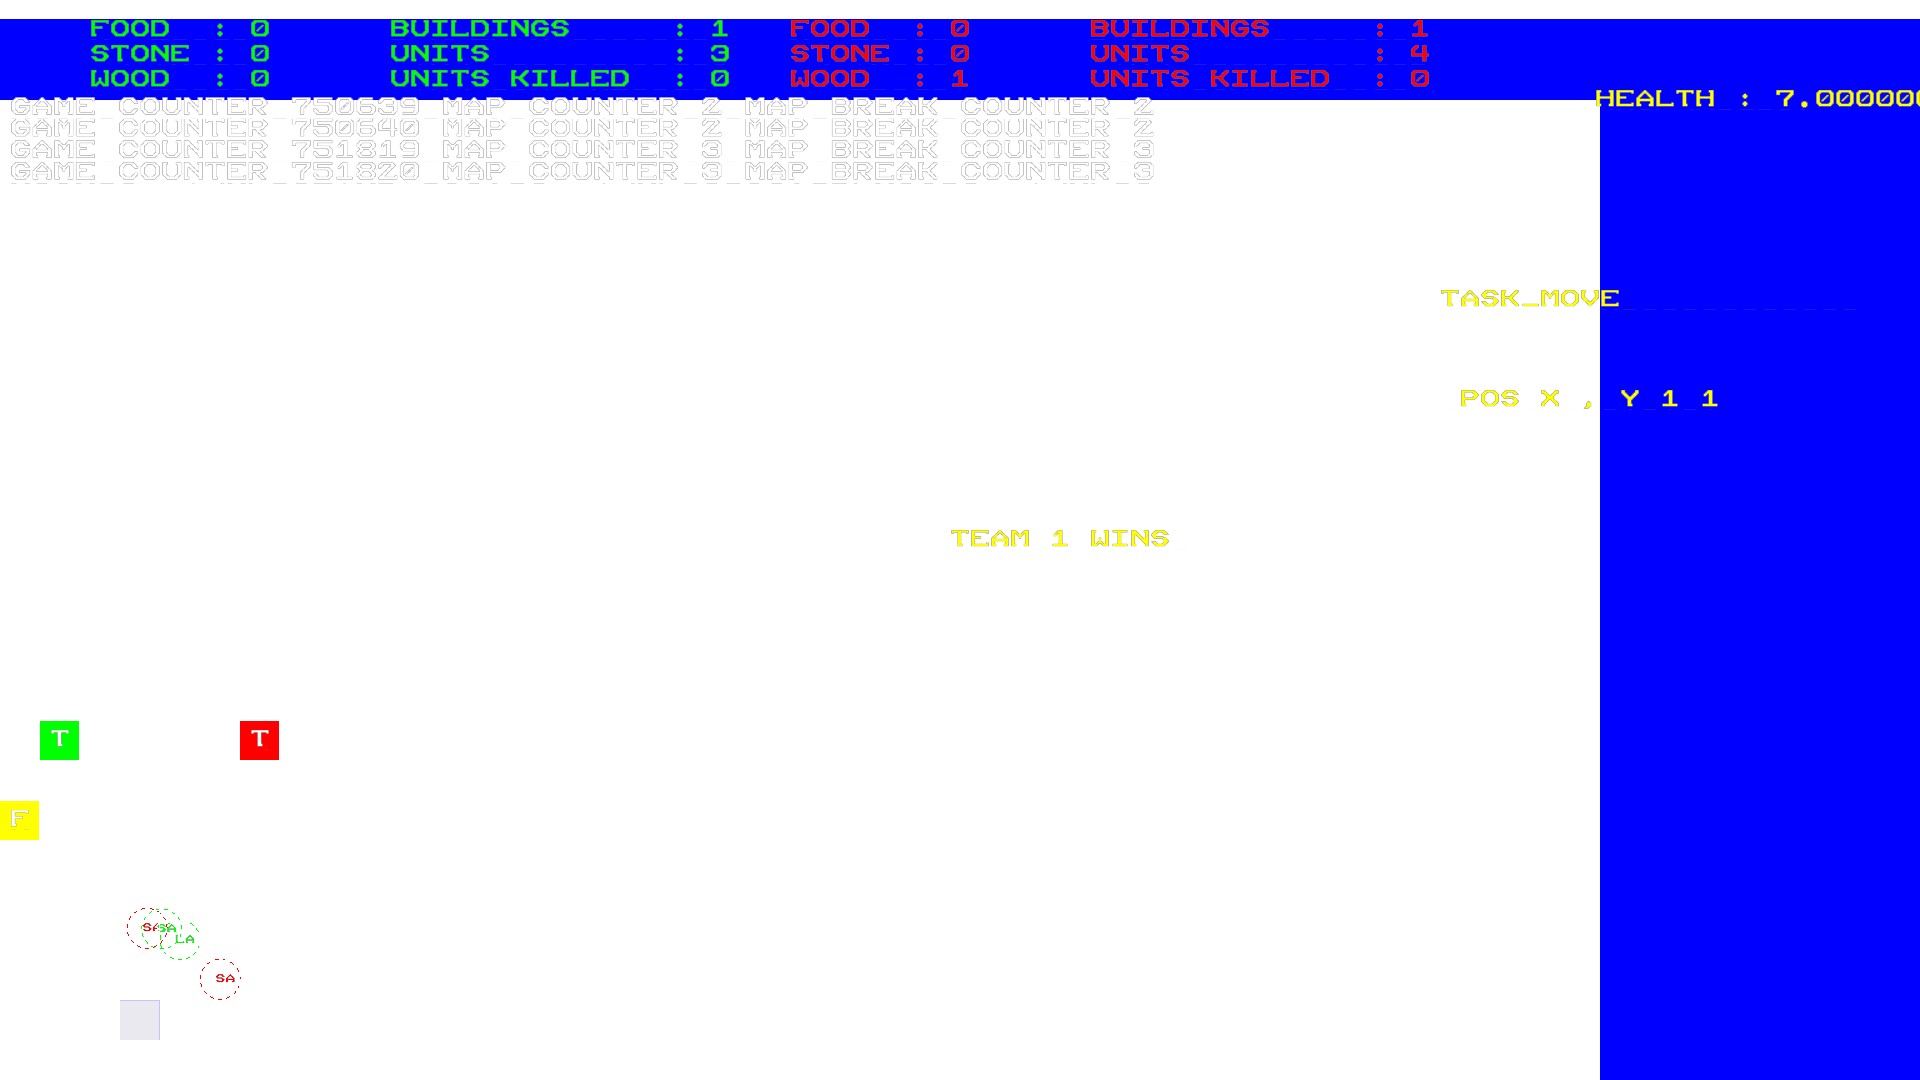 FOOD : 0 BUILDINGS : 1 FOOD : 0 BUILDINGS : 1
STONE : 0 UNITS : 3 STONE : 0 UNITS : 4
WOOD : 0 UNITS KILLED : 0 WOOD : 1 UNITS KILLED : 0
HEALTH : 7.000000
GAME COUNTER 750639 MAP COUNTER 2 MAP BREAK COUNTER 2
GAME COUNTER 750640 MAP COUNTER 2 MAP BREAK COUNTER 2
GAME COUNTER 751819 MAP COUNTER 3 MAP BREAK COUNTER 3
GAME COUNTER 751820 MAP COUNTER 3 MAP BREAK COUNTER 3
TASK_MOVE
POS X , Y 1 1
TEAM 1 WINS
T T
F
SA SA
LA
SA